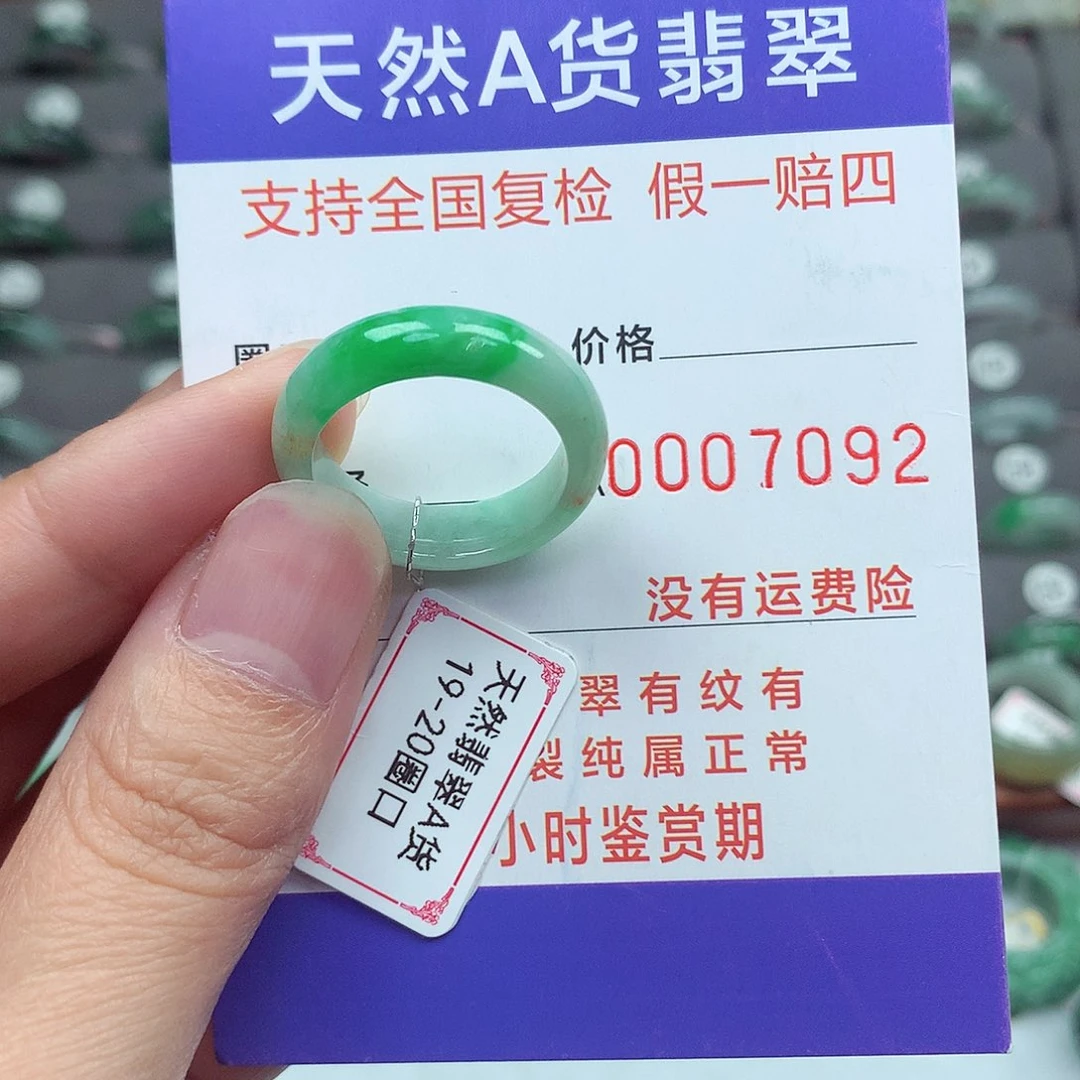 天然A货翡翠
支持全国复检 假一赔四
圈 价格
0007092
没有运费险
翠有纹有
裂纯属正常
小时鉴赏期
天然翡翠A货
19-20圈口